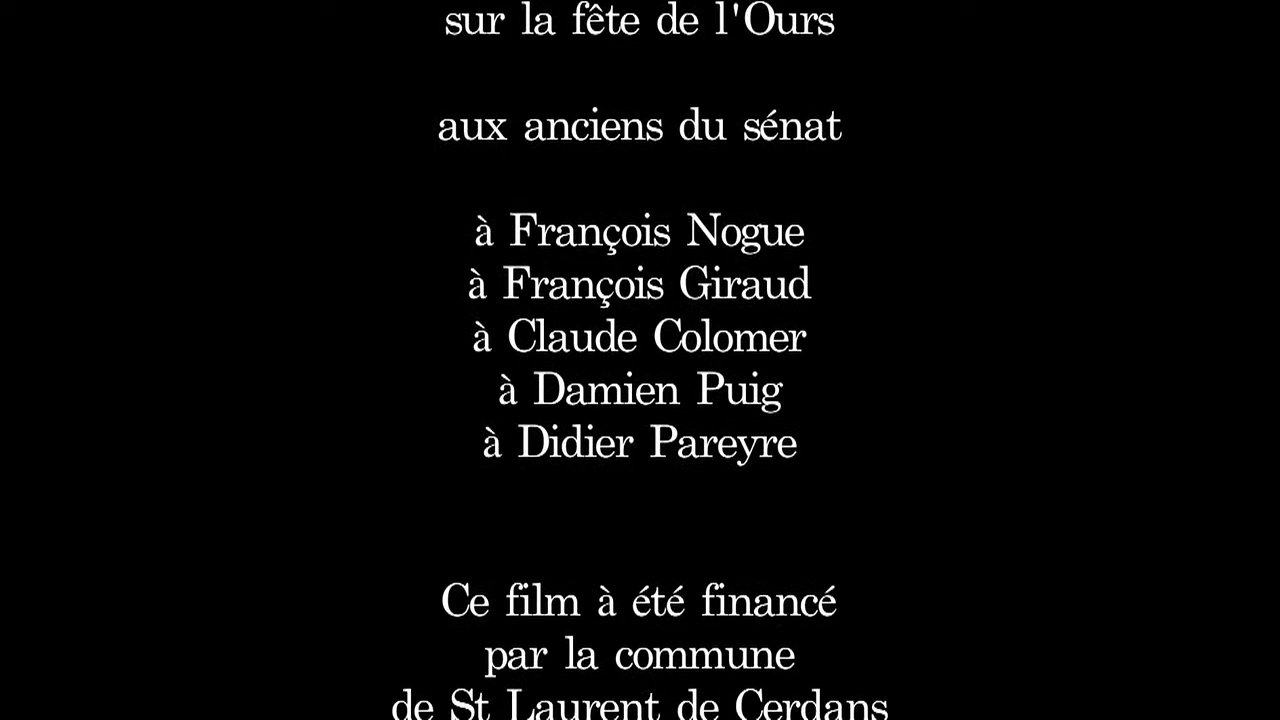 sur la fête de l'Ours
aux anciens du sénat
à François Nogue
à François Giraud
à Claude Colomer
à Damien Puig
à Didier Pareyre
Ce film à été financé
par la commune
de St Laurent de Cerdans